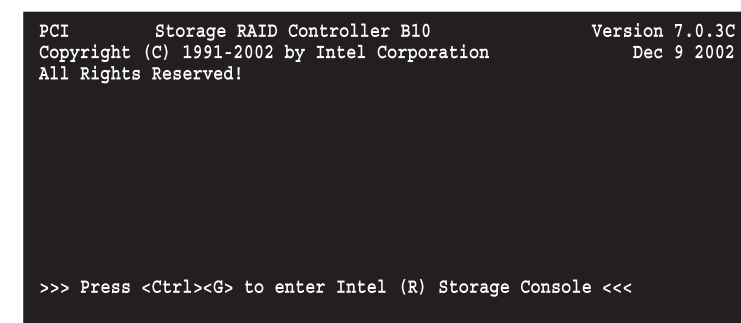 PCI Storage RAID Controller B10 Version 7.0.3C
Copyright (C) 1991-2002 by Intel Corporation Dec 9 2002
All Rights Reserved!
>>> Press <Ctrl><G> to enter Intel (R) Storage Console <<<